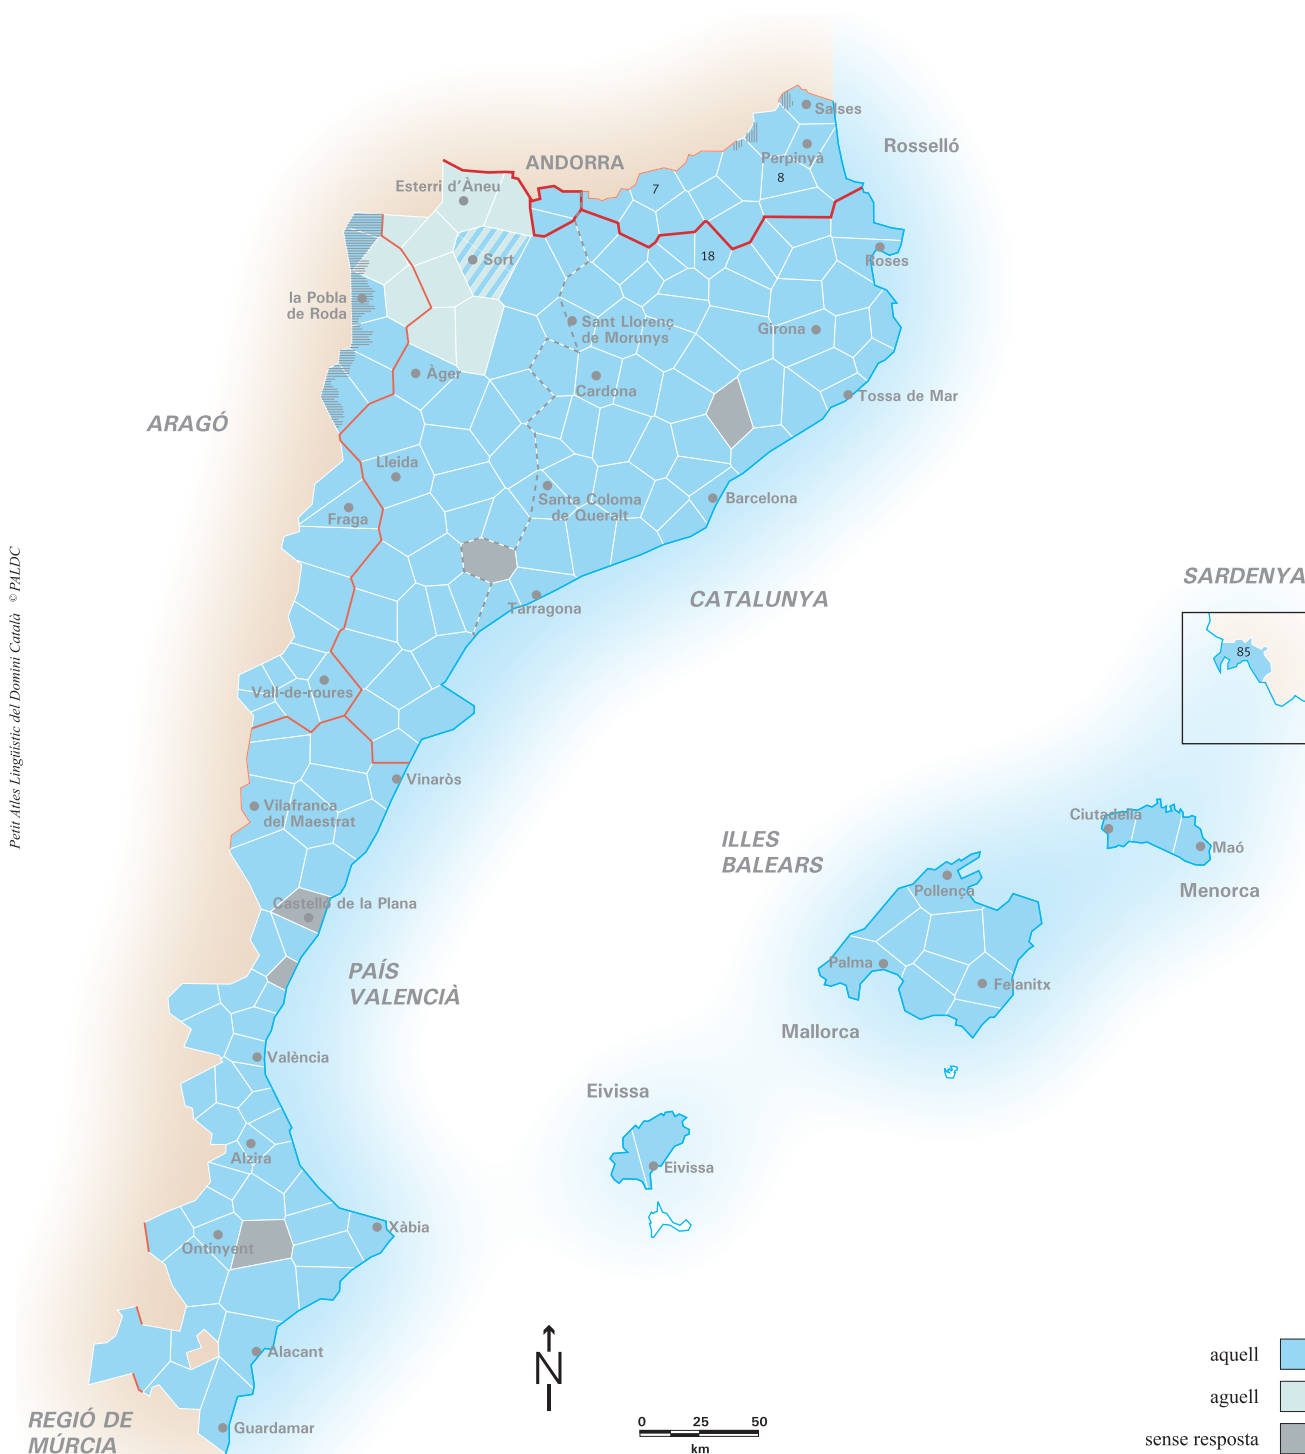 Salses
Rosselló
ANDORRA
Perpinyà
8
7
Esterri d'Àneu
18
Roses
Sort
la Pobla
de Roda
Sant Llorenç
de Morunys
Girona
Àger
Cardona
Tossa de Mar
ARAGÓ
Lleida
Santa Coloma
de Queralt
Barcelona
Fraga
Petit Atles Lingüístic del Domini Català © PALDC
CATALUNYA
SARDENYA
Tarragona
85
Vall-de-roures
Vinaròs
Vilafranca
del Maestrat
Ciutadella
Maó
ILLES
BALEARS
Pollença
Menorca
Castelló de la Plana
Palma
Felanitx
PAÍS
VALENCIÀ
Mallorca
València
Eivissa
Alzira
Eivissa
Xàbia
Ontinyent
Alacant
N
aquell
aguell
REGIÓ DE
MÚRCIA
Guardamar
0 25 50
km
sense resposta